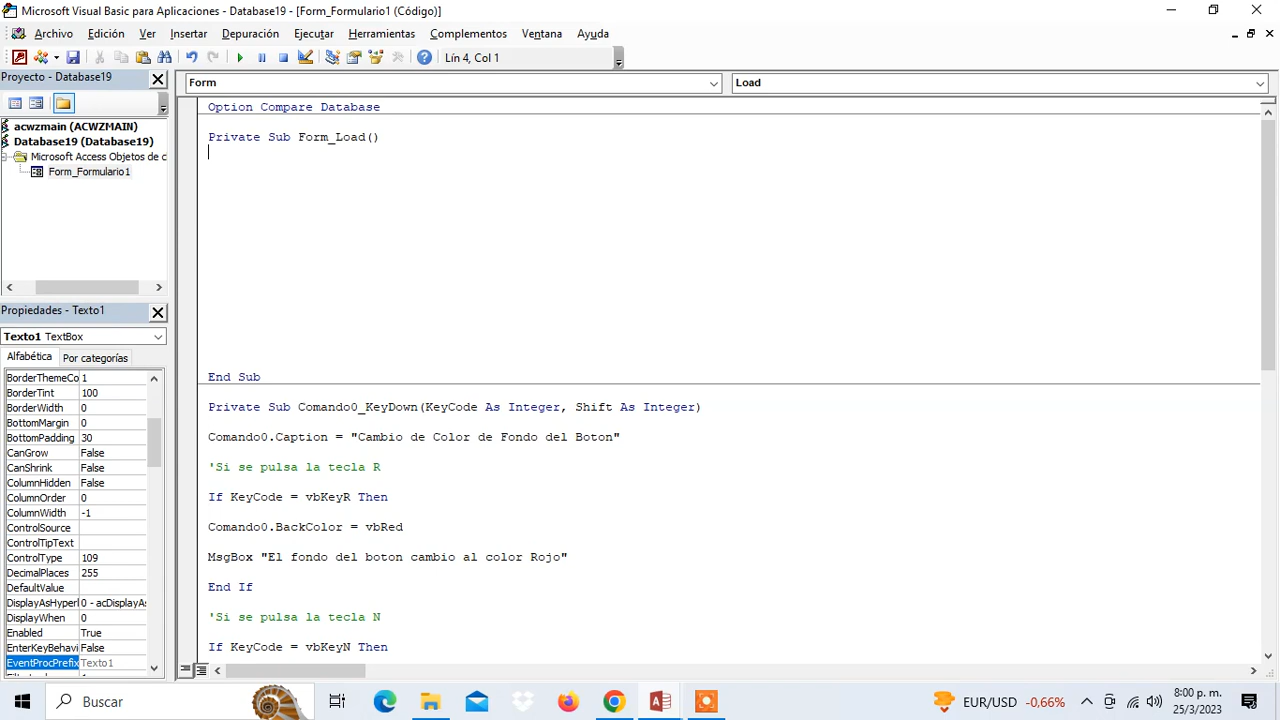 Microsoft Visual Basic para Aplicaciones - Database19 - [Form_Formulario1 (Código)]
Archivo Edición Ver Insertar Depuración Ejecutar Herramientas Complementos Ventana Ayuda
Lín 4, Col 1
Proyecto - Database19
acwzmain (ACWZMAIN)
Database19 (Database19)
Microsoft Access Objetos de c
Form_Formulario1
Propiedades - Texto1
Texto1 TextBox
Alfabética Por categorías
BorderThemeCo 1
BorderTint 100
BorderWidth 0
BottomMargin 0
BottomPadding 30
CanGrow False
CanShrink False
ColumnHidden False
ColumnOrder 0
ColumnWidth -1
ControlSource
ControlTipText
ControlType 109
DecimalPlaces 255
DefaultValue
DisplayAsHyperl 0 - acDisplayAs
DisplayWhen 0
Enabled True
EnterKeyBehavi False
EventProcPrefix Texto1
Form Load
Option Compare Database
Private Sub Form_Load()
End Sub
Private Sub Comando0_KeyDown(KeyCode As Integer, Shift As Integer)
Comando0.Caption = "Cambio de Color de Fondo del Boton"
'Si se pulsa la tecla R
If KeyCode = vbKeyR Then
Comando0.BackColor = vbRed
MsgBox "El fondo del boton cambio al color Rojo"
End If
'Si se pulsa la tecla N
If KeyCode = vbKeyN Then
Buscar
EUR/USD -0,66%
8:00 p. m.
25/3/2023